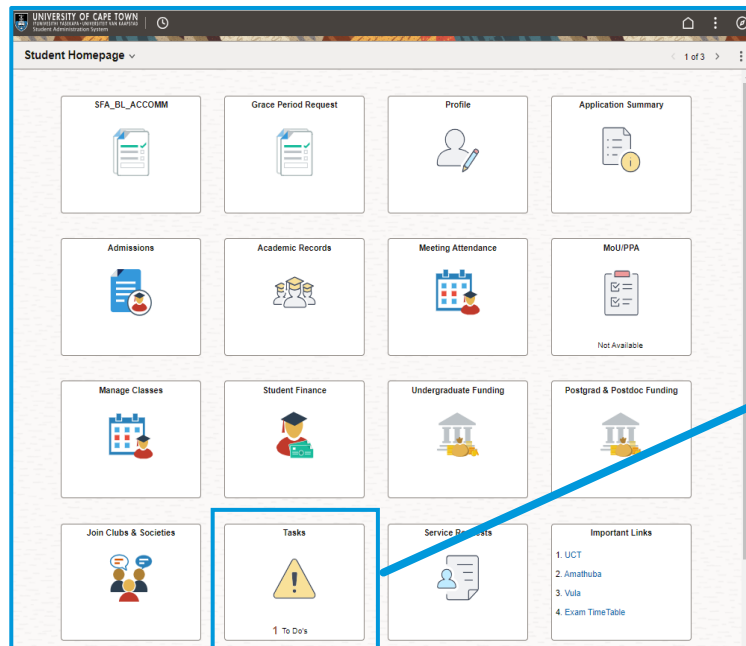 UNIVERSITY OF CAPE TOWN
IYUNIVESITHI YASEKAPA • UNIVERSITEIT VAN KAAPSTAD
Student Administration System
Student Homepage
1 of 3
SFA_BL_ACCOMM
Grace Period Request
Profile
Application Summary
Admissions
Academic Records
Meeting Attendance
MoU/PPA
Not Available
Manage Classes
Student Finance
Undergraduate Funding
Postgrad & Postdoc Funding
Join Clubs & Societies
Tasks
1 To Do's
Service Requests
Important Links
1. UCT
2. Amathuba
3. Vula
4. Exam TimeTable